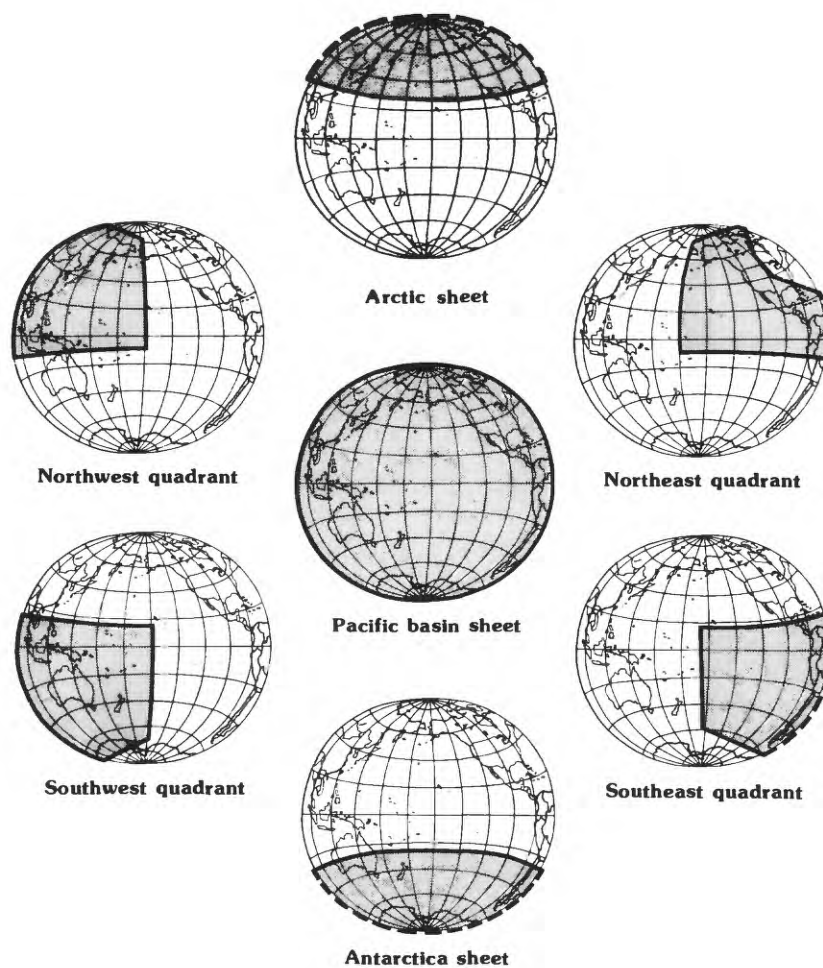 Arctic sheet
Northwest quadrant
Northeast quadrant
Pacific basin sheet
Southwest quadrant
Southeast quadrant
Antarctica sheet